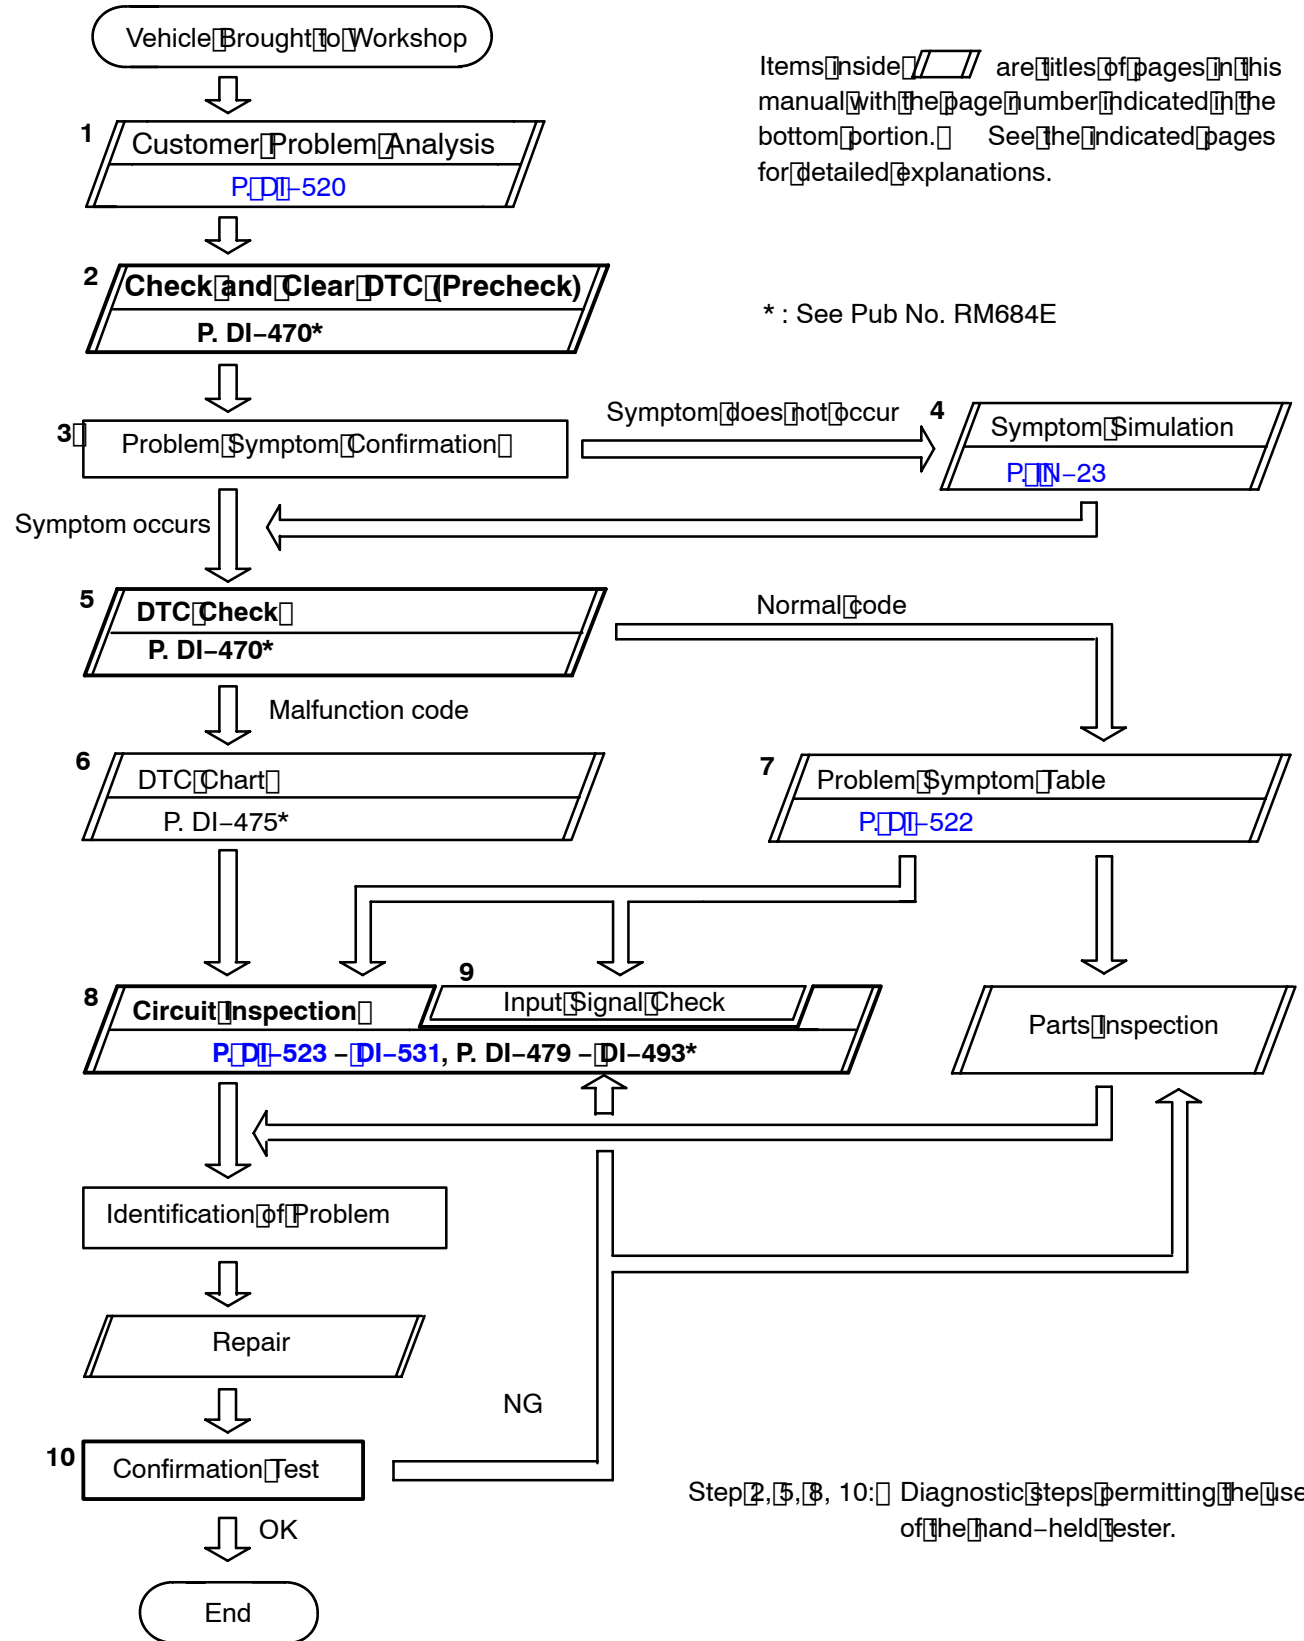 Vehicle Brought to Workshop
Items inside are titles of pages in this
manual with the page number indicated in the
bottom portion. See the indicated pages
for detailed explanations.
1
Customer Problem Analysis
P. DI–520
2
Check and Clear DTC (Precheck)
P. DI–470*
* : See Pub No. RM684E
3
Problem Symptom Confirmation
Symptom does not occur
4
Symptom Simulation
P. IN–23
Symptom occurs
5
DTC Check
P. DI–470*
Normal code
Malfunction code
6
DTC Chart
P. DI–475*
7
Problem Symptom Table
P. DI–522
8
Circuit Inspection
9
Input Signal Check
P. DI–523 – DI–531, P. DI–479 – DI–493*
Parts Inspection
Identification of Problem
Repair
NG
10
Confirmation Test
Step 2, 5, 8, 10: Diagnostic steps permitting the use
of the hand–held tester.
OK
End